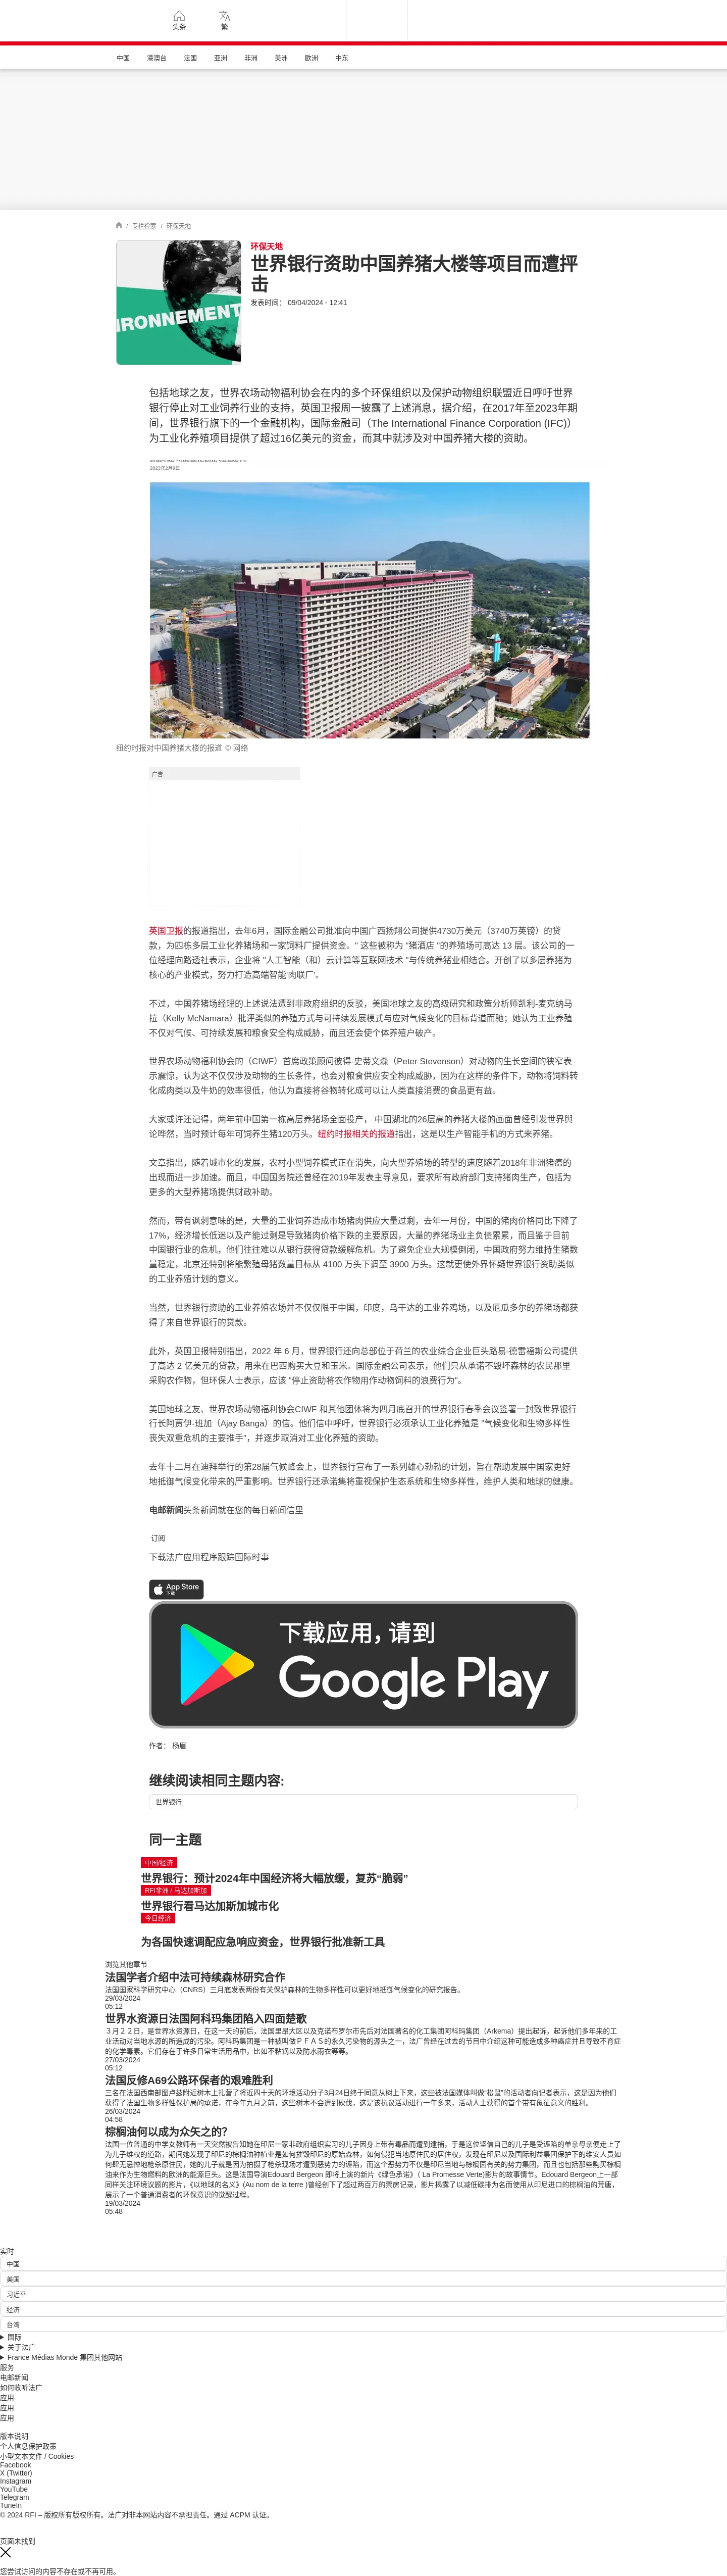 头条
繁
中国 港澳台 法国 亚洲 非洲 美洲 欧洲 中东
/ 专栏检索 / 环保天地
IRONNEMENT
环保天地
世界银行资助中国养猪大楼等项目而遭抨
击
发表时间： 09/04/2024 - 12:41
包括地球之友，世界农场动物福利协会在内的多个环保组织以及保护动物组织联盟近日呼吁世界
银行停止对工业饲养行业的支持，英国卫报周一披露了上述消息，据介绍，在2017年至2023年期
间，世界银行旗下的一个金融机构，国际金融司（The International Finance Corporation (IFC)）
为工业化养殖项目提供了超过16亿美元的资金，而其中就涉及对中国养猪大楼的资助。
2023年2月9日
纽约时报对中国养猪大楼的报道 © 网络
广告
英国卫报的报道指出，去年6月，国际金融公司批准向中国广西扬翔公司提供4730万美元（3740万英镑）的贷
款，为四栋多层工业化养猪场和一家饲料厂提供资金。" 这些被称为 "猪酒店 "的养殖场可高达 13 层。该公司的一
位经理向路透社表示，企业将 "人工智能（和）云计算等互联网技术 "与传统养猪业相结合。开创了以多层养猪为
核心的产业模式，努力打造高端智能‘肉联厂’。
不过，中国养猪场经理的上述说法遭到非政府组织的反驳，美国地球之友的高级研究和政策分析师凯利-麦克纳马
拉（Kelly McNamara）批评类似的养殖方式与可持续发展模式与应对气候变化的目标背道而驰；她认为工业养殖
不仅对气候、可持续发展和粮食安全构成威胁，而且还会使个体养殖户破产。
世界农场动物福利协会的（CIWF）首席政策顾问彼得-史蒂文森（Peter Stevenson）对动物的生长空间的狭窄表
示震惊，认为这不仅仅涉及动物的生长条件，也会对粮食供应安全构成威胁，因为在这样的条件下，动物将饲料转
化成肉类以及牛奶的效率很低，他认为直接将谷物转化成可以让人类直接消费的食品更有益。
大家或许还记得，两年前中国第一栋高层养猪场全面投产， 中国湖北的26层高的养猪大楼的画面曾经引发世界舆
论哗然，当时预计每年可饲养生猪120万头。纽约时报相关的报道指出，这是以生产智能手机的方式来养猪。
文章指出，随着城市化的发展，农村小型饲养模式正在消失，向大型养殖场的转型的速度随着2018年非洲猪瘟的
出现而进一步加速。而且，中国国务院还曾经在2019年发表主导意见，要求所有政府部门支持猪肉生产，包括为
更多的大型养猪场提供财政补助。
然而，带有讽刺意味的是，大量的工业饲养造成市场猪肉供应大量过剩，去年一月份，中国的猪肉价格同比下降了
17%，经济增长低迷以及产能过剩是导致猪肉价格下跌的主要原因，大量的养猪场业主负债累累，而且鉴于目前
中国银行业的危机，他们往往难以从银行获得贷款缓解危机。为了避免企业大规模倒闭，中国政府努力维持生猪数
量稳定，北京还特别将能繁殖母猪数量目标从 4100 万头下调至 3900 万头。这就更使外界怀疑世界银行资助类似
的工业养殖计划的意义。
当然，世界银行资助的工业养殖农场并不仅仅限于中国，印度，乌干达的工业养鸡场，以及厄瓜多尔的养猪场都获
得了来自世界银行的贷款。
此外，英国卫报特别指出，2022 年 6 月，世界银行还向总部位于荷兰的农业综合企业巨头路易-德雷福斯公司提供
了高达 2 亿美元的贷款，用来在巴西购买大豆和玉米。国际金融公司表示，他们只从承诺不毁坏森林的农民那里
采购农作物，但环保人士表示，应该 "停止资助将农作物用作动物饲料的浪费行为"。
美国地球之友、世界农场动物福利协会CIWF 和其他团体将为四月底召开的世界银行春季会议签署一封致世界银行
行长阿贾伊-班加（Ajay Banga）的信。他们信中呼吁，世界银行必须承认工业化养殖是 "气候变化和生物多样性
丧失双重危机的主要推手"，并逐步取消对工业化养殖的资助。
去年十二月在迪拜举行的第28届气候峰会上，世界银行宣布了一系列雄心勃勃的计划，旨在帮助发展中国家更好
地抵御气候变化带来的严重影响。世界银行还承诺集将重视保护生态系统和生物多样性，维护人类和地球的健康。
电邮新闻头条新闻就在您的每日新闻信里
订阅
下载法广应用程序跟踪国际时事
App Store
下载
下载应用，请到
Google Play
作者： 杨眉
继续阅读相同主题内容:
世界银行
同一主题
中国/经济
世界银行：预计2024年中国经济将大幅放缓，复苏“脆弱”
RFI非洲 / 马达加斯加
世界银行看马达加斯加城市化
今日经济
为各国快速调配应急响应资金，世界银行批准新工具
浏览其他章节
法国学者介绍中法可持续森林研究合作
法国国家科学研究中心（CNRS）三月底发表两份有关保护森林的生物多样性可以更好地抵御气候变化的研究报告。
29/03/2024
05:12
世界水资源日法国阿科玛集团陷入四面楚歌
３月２２日，是世界水资源日，在这一天的前后，法国里昂大区以及克诺布罗尔市先后对法国著名的化工集团阿科玛集团（Arkema）提出起诉，起诉他们多年来的工
业活动对当地水源的所造成的污染。阿科玛集团是一种被叫做ＰＦＡＳ的永久污染物的源头之一，法广曾经在过去的节目中介绍这种可能造成多种癌症并且导致不育症
的化学毒素。它们存在于许多日常生活用品中，比如不粘锅以及防水雨衣等等。
27/03/2024
05:12
法国反修A69公路环保者的艰难胜利
三名在法国西南部图卢兹附近树木上扎营了将近四十天的环境活动分子3月24日终于同意从树上下来，这些被法国媒体叫做“松鼠”的活动者向记者表示，这是因为他们
获得了法国生物多样性保护局的承诺，在今年九月之前，这些树木不会遭到砍伐，这是该抗议活动进行一年多来，活动人士获得的首个带有象征意义的胜利。
26/03/2024
04:58
棕榈油何以成为众矢之的？
法国一位普通的中学女教师有一天突然被告知她在印尼一家非政府组织实习的儿子因身上带有毒品而遭到逮捕，于是这位坚信自己的儿子是受诬陷的单亲母亲便走上了
为儿子维权的道路，期间她发现了印尼的棕榈油种植业是如何摧毁印尼的原始森林，如何侵犯当地原住民的居住权，发现在印尼以及国际利益集团保护下的维安人员如
何肆无忌惮地枪杀原住民，她的儿子就是因为拍摄了枪杀现场才遭到恶势力的诬陷，而这个恶势力不仅是印尼当地与棕榈园有关的势力集团，而且也包括那些购买棕榈
油来作为生物燃料的欧洲的能源巨头。这是法国导演Edouard Bergeon 即将上演的新片《绿色承诺》( La Promesse Verte)影片的故事情节。Edouard Bergeon上一部
同样关注环境议题的影片，《以地球的名义》(Au nom de la terre )曾经创下了超过两百万的票房记录，影片揭露了以减低碳排为名而使用从印尼进口的棕榈油的荒唐，
展示了一个普通消费者的环保意识的觉醒过程。
19/03/2024
05:48
实时
中国
美国
习近平
经济
台湾
国际
关于法广
France Médias Monde 集团其他网站
服务
电邮新闻
如何收听法广
应用
应用
应用
版本说明
个人信息保护政策
小型文本文件 / Cookies
Facebook
X (Twitter)
Instagram
YouTube
Telegram
TuneIn
© 2024 RFI – 版权所有版权所有。法广对非本网站内容不承担责任。通过 ACPM 认证。
页面未找到
您尝试访问的内容不存在或不再可用。